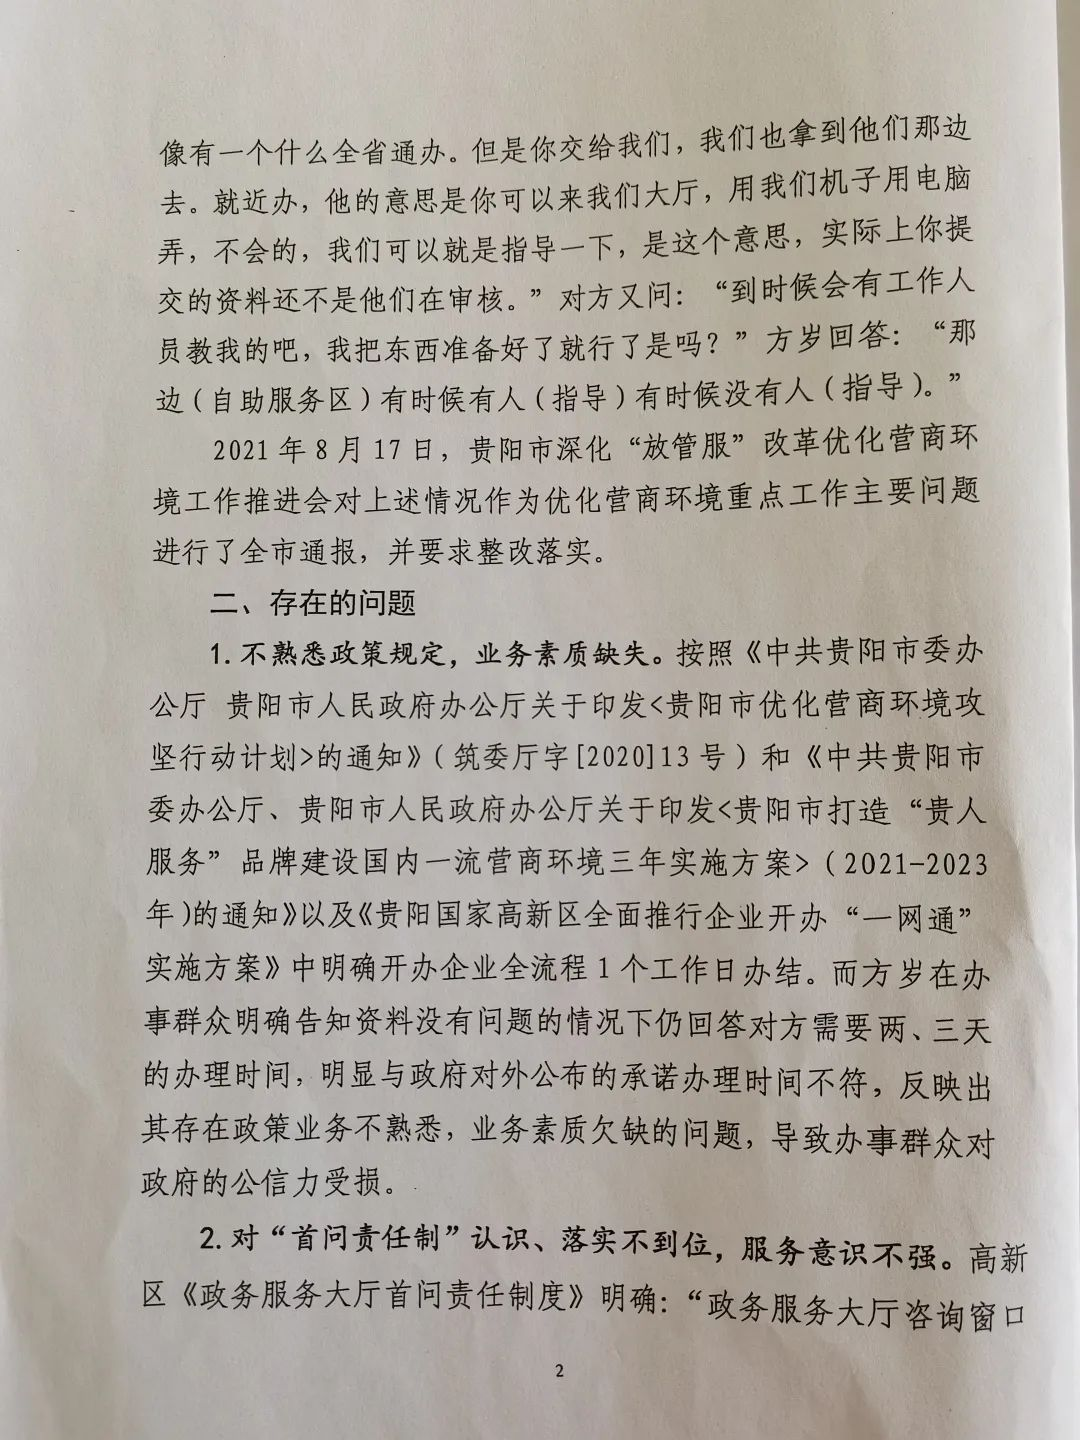 像有一个什么全省通办。但是你交给我们，我们也拿到他们那边
去。就近办，他的意思是你可以来我们大厅，用我们机子用电脑
弄，不会的，我们可以就是指导一下，是这个意思，实际上你提
交的资料还不是他们在审核。”对方又问：“到时候会有工作人
员教我的吧，我把东西准备好了就行了是吗？”方岁回答：“那
边（自助服务区）有时候有人（指导）有时候没有人（指导）。”
2021年8月17日，贵阳市深化“放管服”改革优化营商环
境工作推进会对上述情况作为优化营商环境重点工作主要问题
进行了全市通报，并要求整改落实。
二、存在的问题
1.不熟悉政策规定，业务素质缺失。按照《中共贵阳市委办
公厅 贵阳市人民政府办公厅关于印发<贵阳市优化营商环境攻
坚行动计划>的通知》（筑委厅字[2020]13号）和《中共贵阳市
委办公厅、贵阳市人民政府办公厅关于印发<贵阳市打造“贵人
服务”品牌建设国内一流营商环境三年实施方案>（2021-2023
年）的通知》以及《贵阳国家高新区全面推行企业开办“一网通”
实施方案》中明确开办企业全流程1个工作日办结。而方岁在办
事群众明确告知资料没有问题的情况下仍回答对方需要两、三天
的办理时间，明显与政府对外公布的承诺办理时间不符，反映出
其存在政策业务不熟悉，业务素质欠缺的问题，导致办事群众对
政府的公信力受损。
2.对“首问责任制”认识、落实不到位，服务意识不强。高新
区《政务服务大厅首问责任制度》明确：“政务服务大厅咨询窗口
2